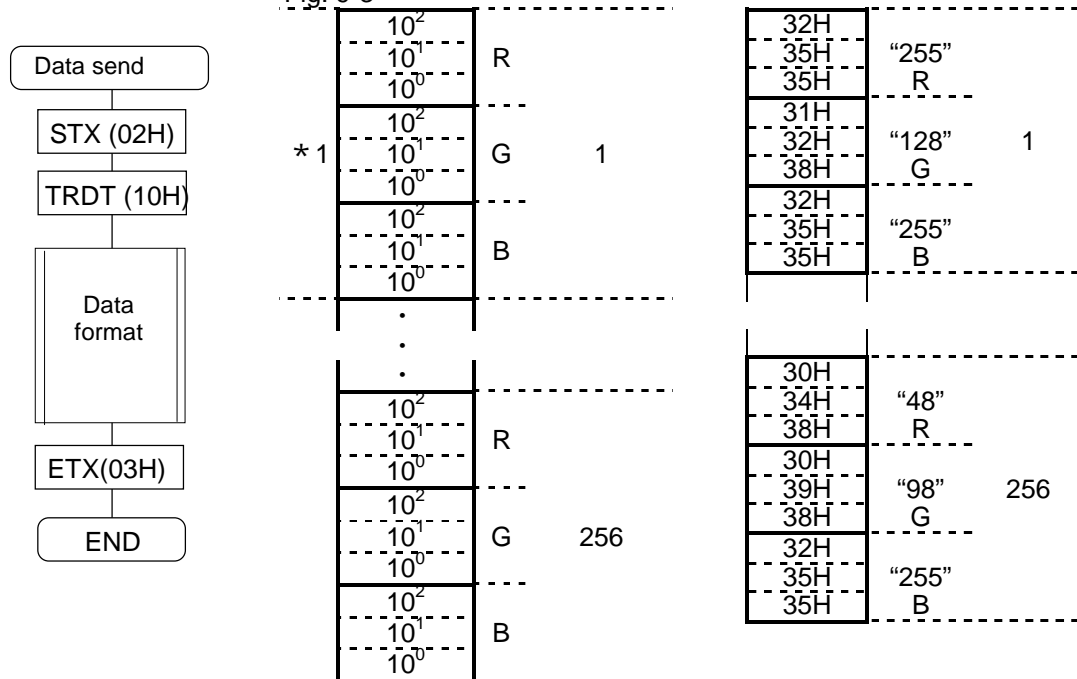 Data send
STX (02H)
TRDT (10H)
Data
format
ETX(03H)
END
*1
10²
10¹
10⁰
R
10²
10¹
10⁰
G
1
10²
10¹
10⁰
B
.
.
.
10²
10¹
10⁰
R
10²
10¹
10⁰
G
256
10²
10¹
10⁰
B
32H
35H
35H
“255”
R
31H
32H
38H
“128”
G
1
32H
35H
35H
“255”
B
30H
34H
38H
“48”
R
30H
39H
38H
“98”
G
256
32H
35H
35H
“255”
B